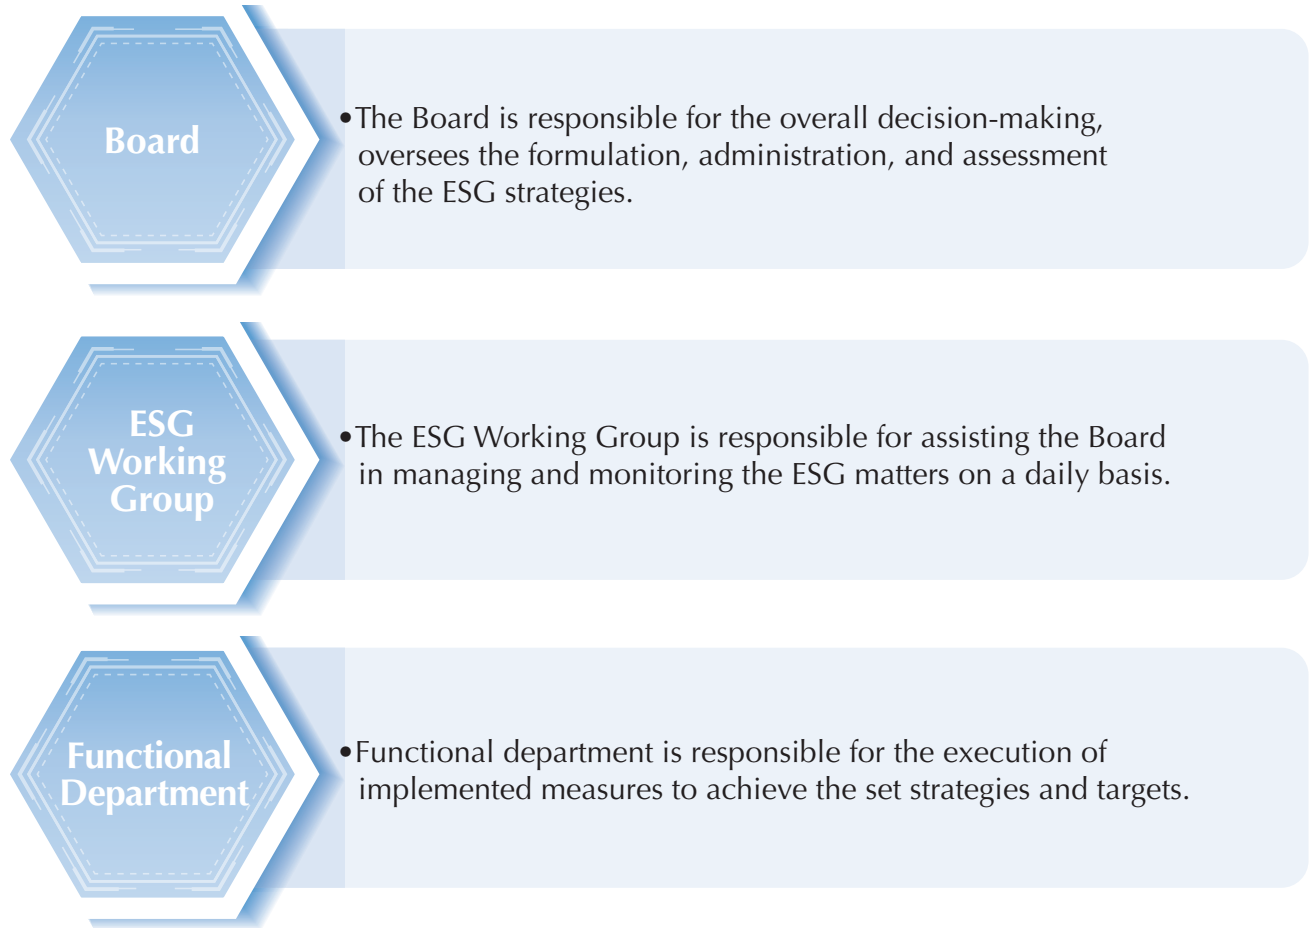 Board
•The Board is responsible for the overall decision-making,
oversees the formulation, administration, and assessment
of the ESG strategies.
ESG
Working
Group
•The ESG Working Group is responsible for assisting the Board
in managing and monitoring the ESG matters on a daily basis.
Functional
Department
•Functional department is responsible for the execution of
implemented measures to achieve the set strategies and targets.